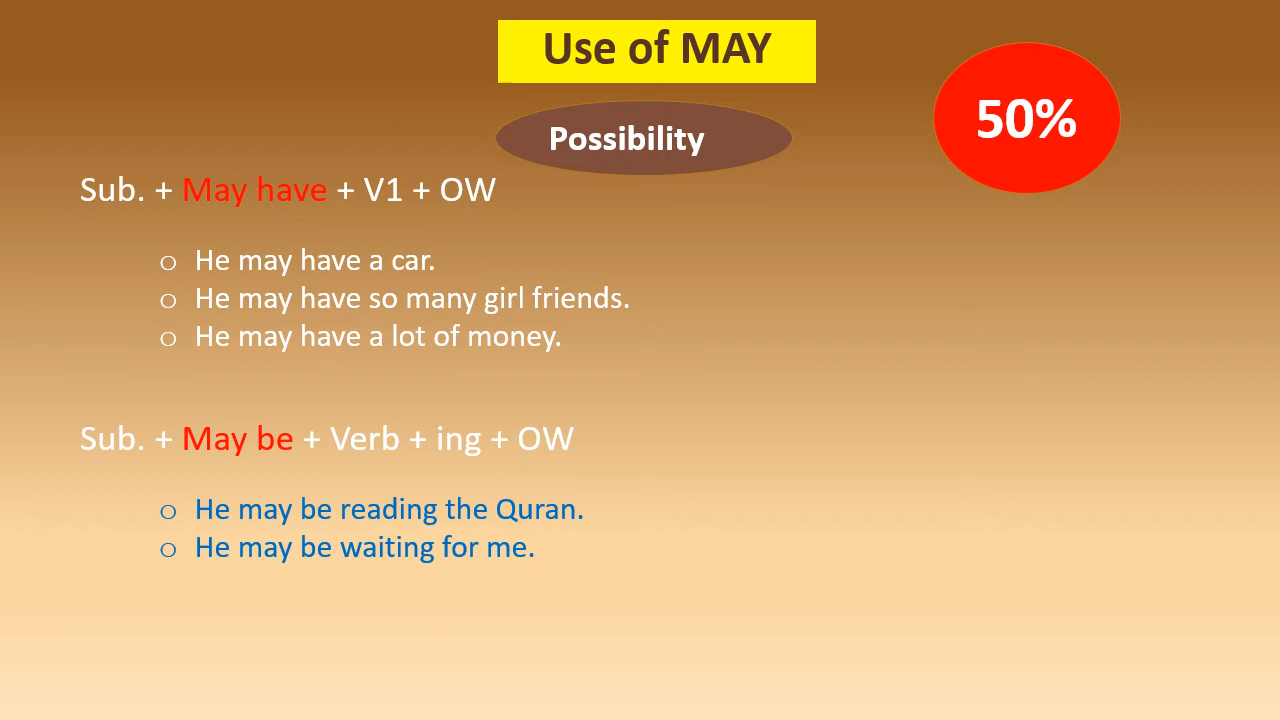 Use of MAY
50%
Possibility
Sub. + May have + V1 + OW
o He may have a car.
o He may have so many girl friends.
o He may have a lot of money.
Sub. + May be + Verb + ing + OW
o He may be reading the Quran.
o He may be waiting for me.